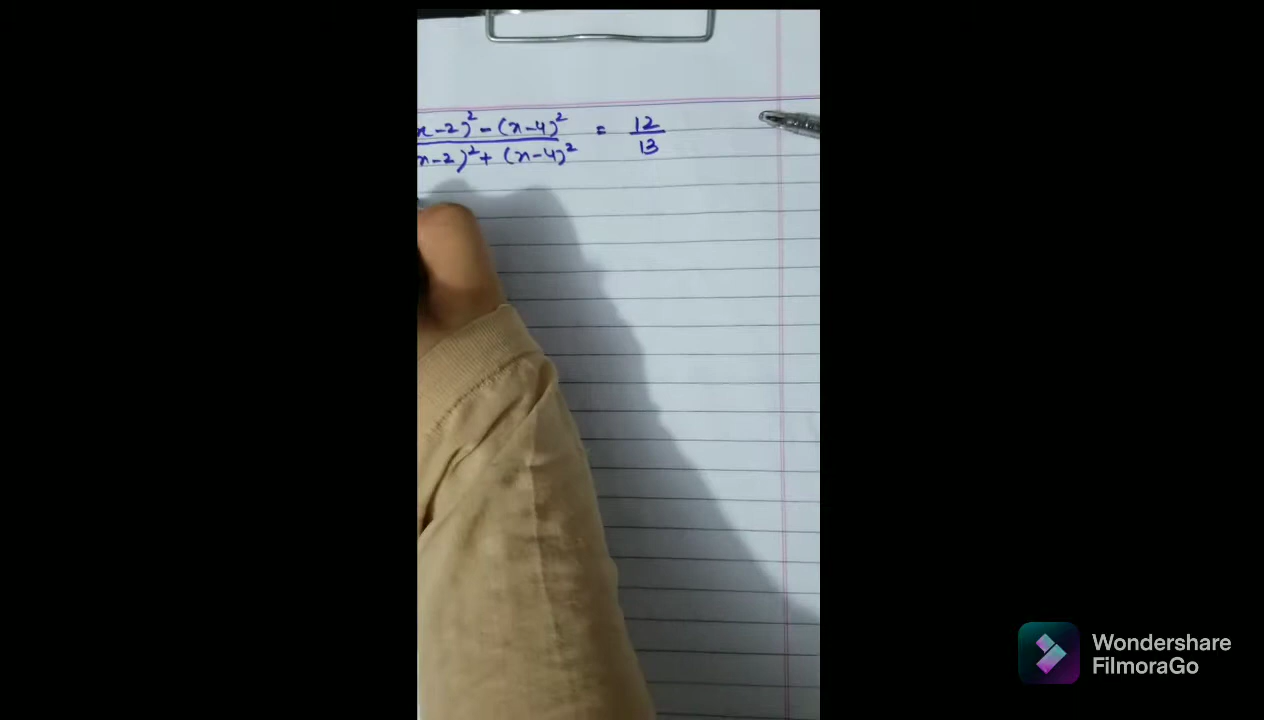 x-2)² - (x-4)² = 12
x-2)² + (x-4)² 13
Wondershare
FilmoraGo